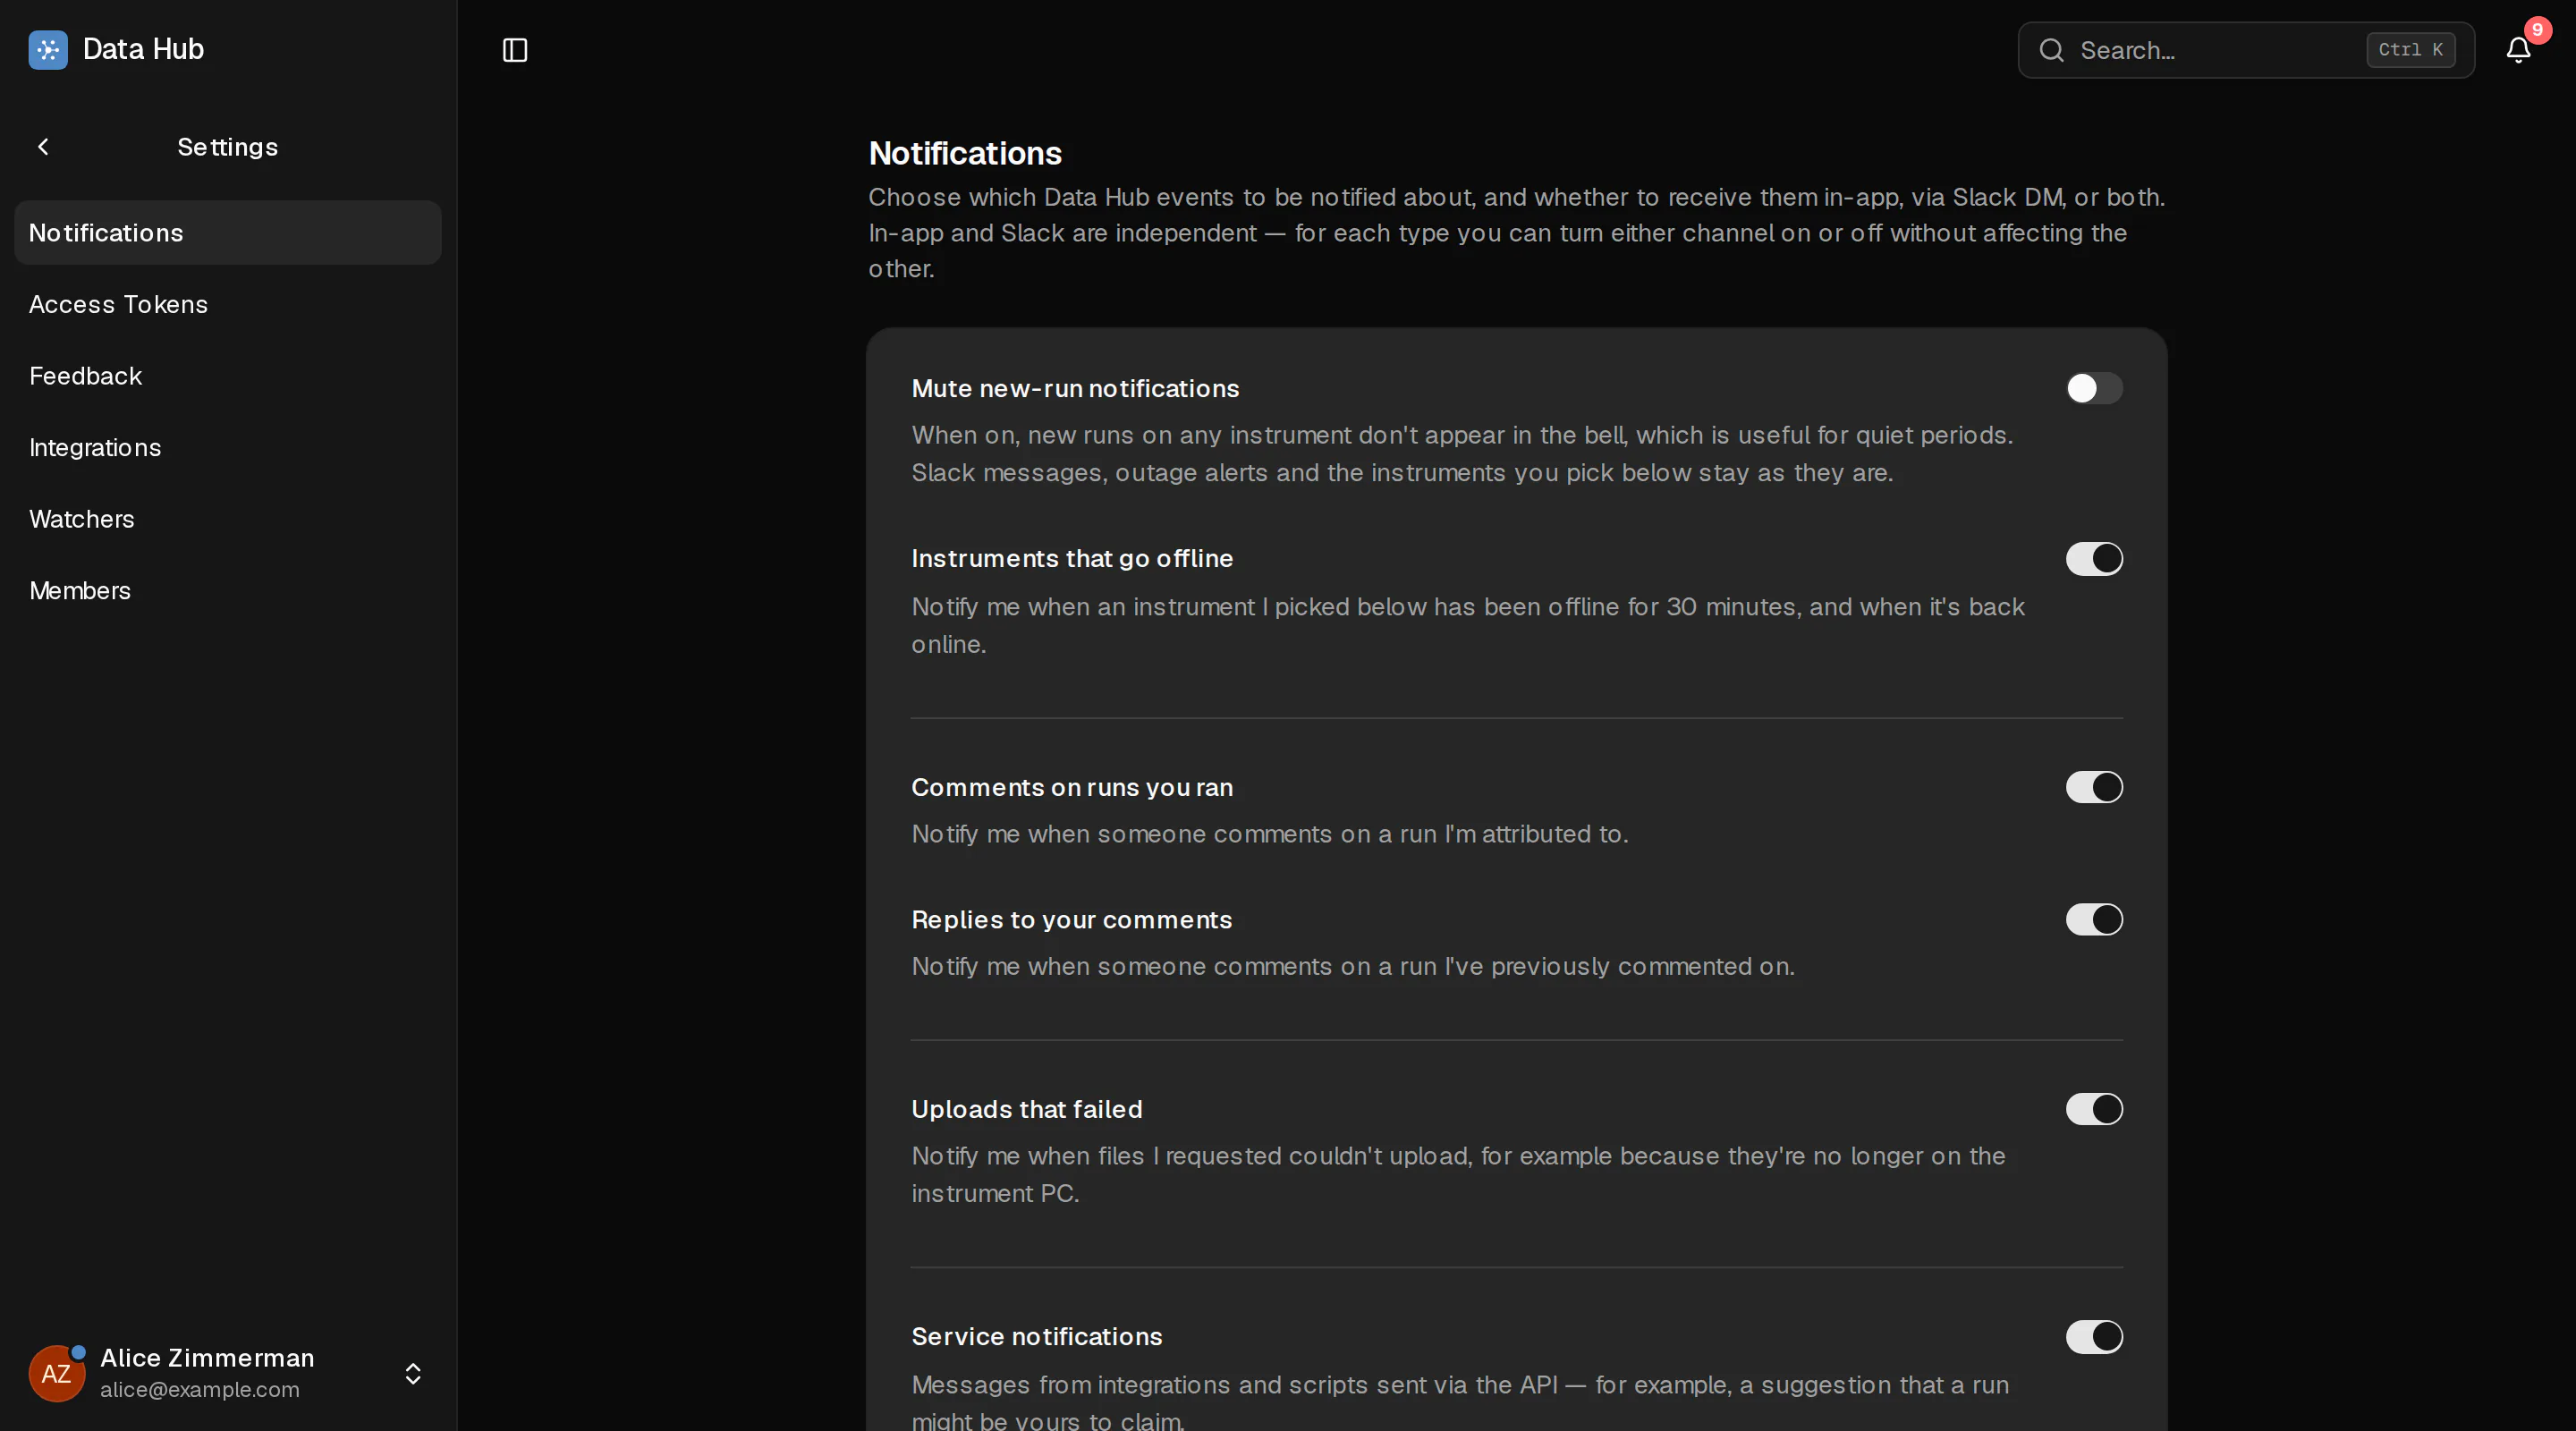 Data Hub
Search...
Ctrl K
9
Settings
Notifications
Access Tokens
Feedback
Integrations
Watchers
Members
Notifications
Choose which Data Hub events to be notified about, and whether to receive them in-app, via Slack DM, or both.
In-app and Slack are independent — for each type you can turn either channel on or off without affecting the
other.
Mute new-run notifications
When on, new runs on any instrument don't appear in the bell, which is useful for quiet periods.
Slack messages, outage alerts and the instruments you pick below stay as they are.
Instruments that go offline
Notify me when an instrument I picked below has been offline for 30 minutes, and when it's back
online.
Comments on runs you ran
Notify me when someone comments on a run I'm attributed to.
Replies to your comments
Notify me when someone comments on a run I've previously commented on.
Uploads that failed
Notify me when files I requested couldn't upload, for example because they're no longer on the
instrument PC.
Service notifications
Messages from integrations and scripts sent via the API — for example, a suggestion that a run
might be yours to claim.
AZ
Alice Zimmerman
alice@example.com